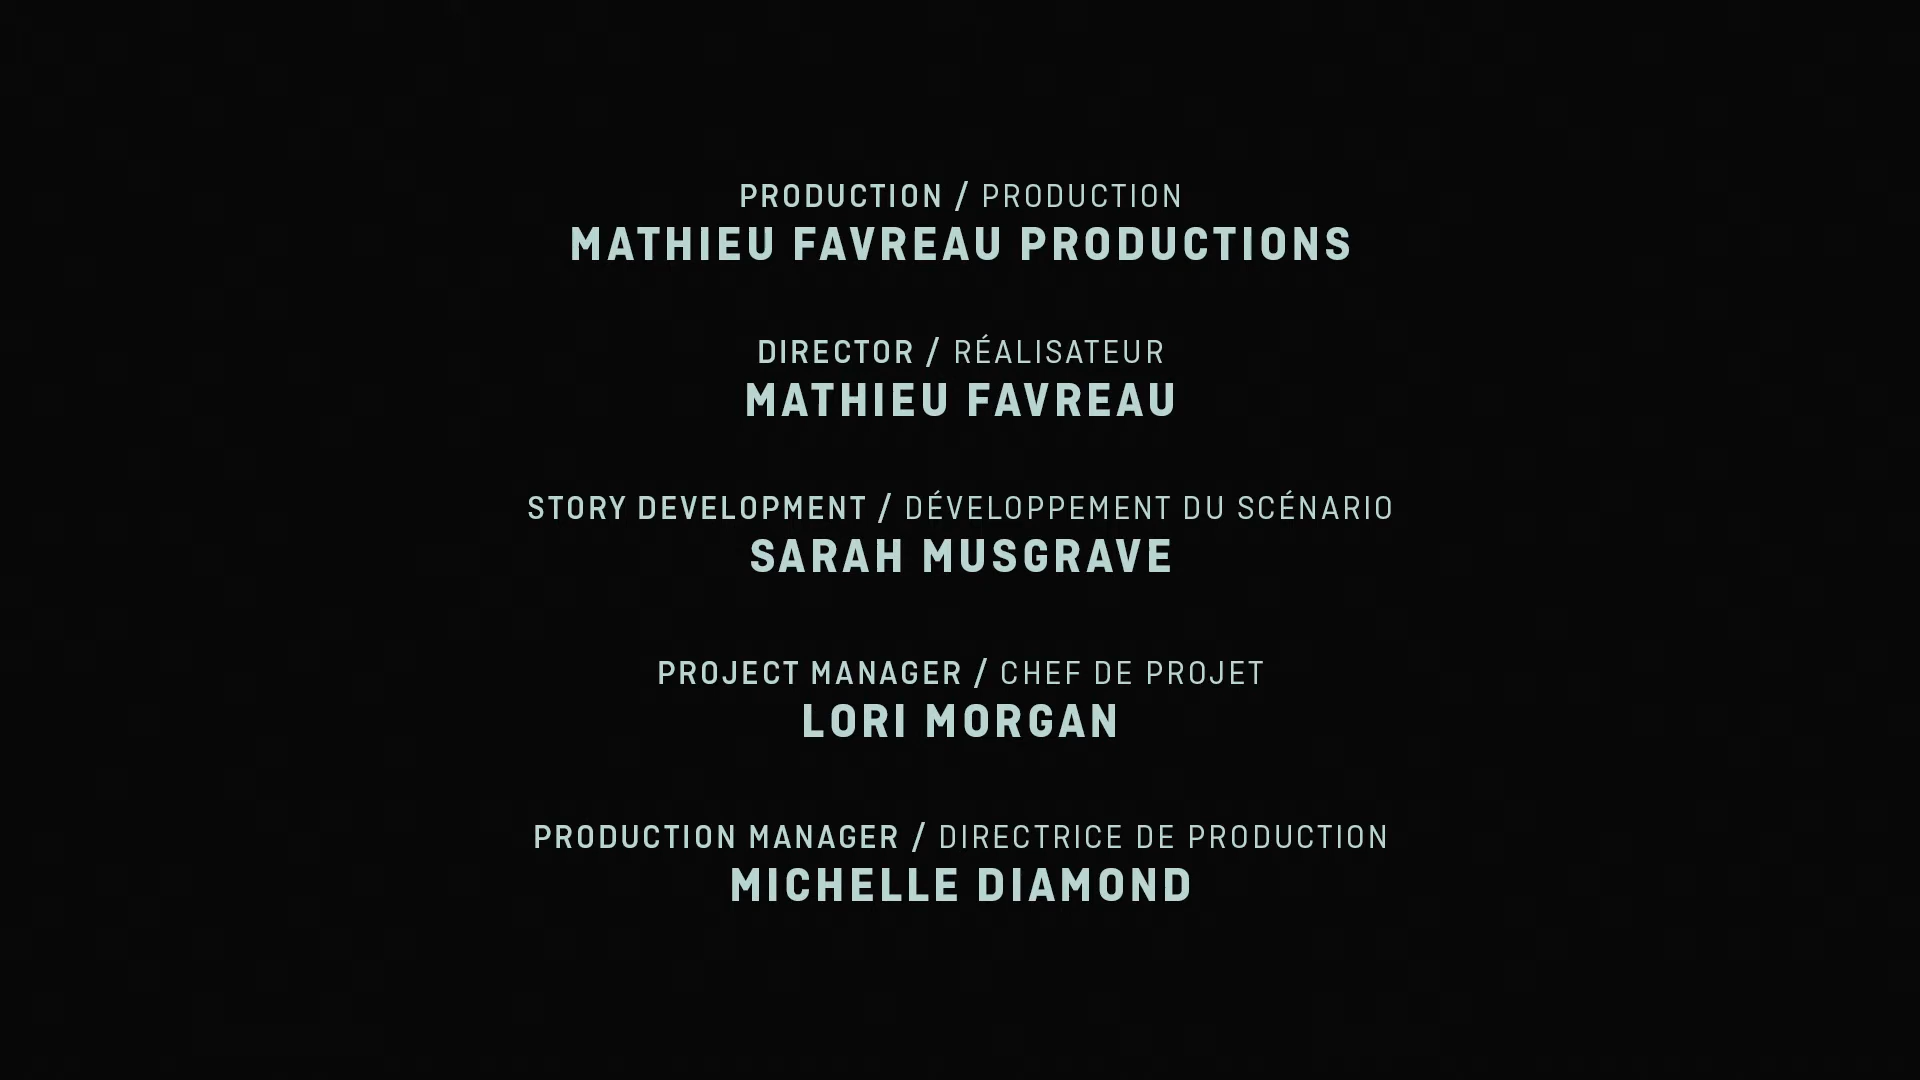 PRODUCTION / PRODUCTION
MATHIEU FAVREAU PRODUCTIONS
DIRECTOR / RÉALISATEUR
MATHIEU FAVREAU
STORY DEVELOPMENT / DÉVELOPPEMENT DU SCÉNARIO
SARAH MUSGRAVE
PROJECT MANAGER / CHEF DE PROJET
LORI MORGAN
PRODUCTION MANAGER / DIRECTRICE DE PRODUCTION
MICHELLE DIAMOND